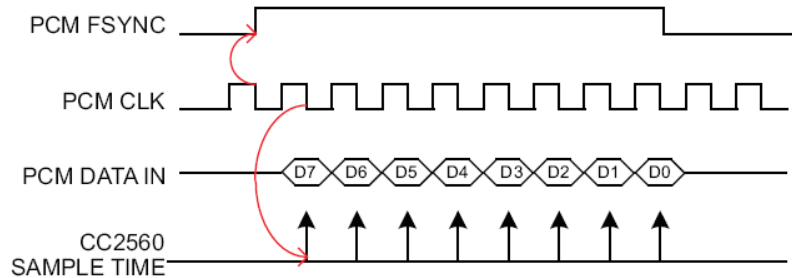 PCM FSYNC
PCM CLK
PCM DATA IN
D7 D6 D5 D4 D3 D2 D1 D0
CC2560
SAMPLE TIME